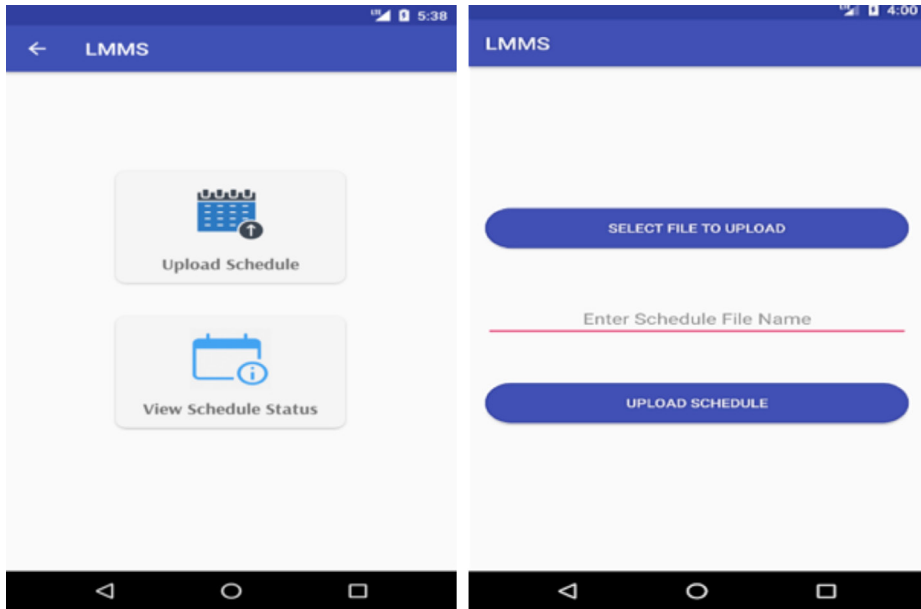 5:38
LMMS
Upload Schedule
View Schedule Status
4:00
LMMS
SELECT FILE TO UPLOAD
Enter Schedule File Name
UPLOAD SCHEDULE